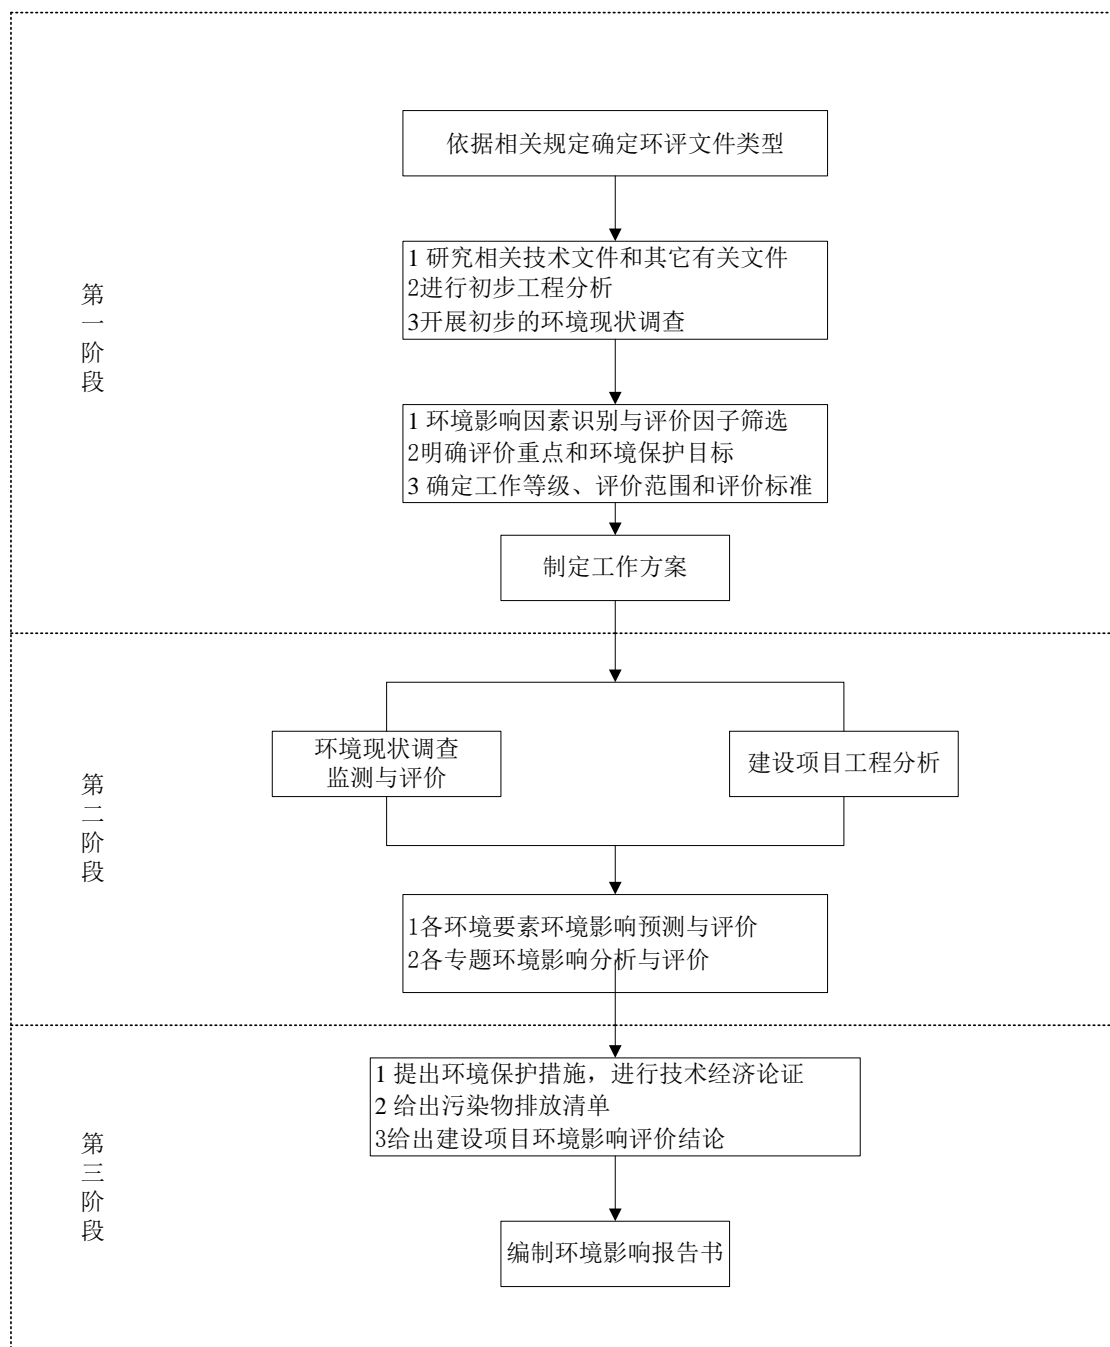 依据相关规定确定环评文件类型
1 研究相关技术文件和其它有关文件
2进行初步工程分析
3开展初步的环境现状调查
第一阶段
1 环境影响因素识别与评价因子筛选
2明确评价重点和环境保护目标
3 确定工作等级、评价范围和评价标准
制定工作方案
环境现状调查
监测与评价
建设项目工程分析
第二阶段
1各环境要素环境影响预测与评价
2各专题环境影响分析与评价
1 提出环境保护措施，进行技术经济论证
2 给出污染物排放清单
3给出建设项目环境影响评价结论
第三阶段
编制环境影响报告书